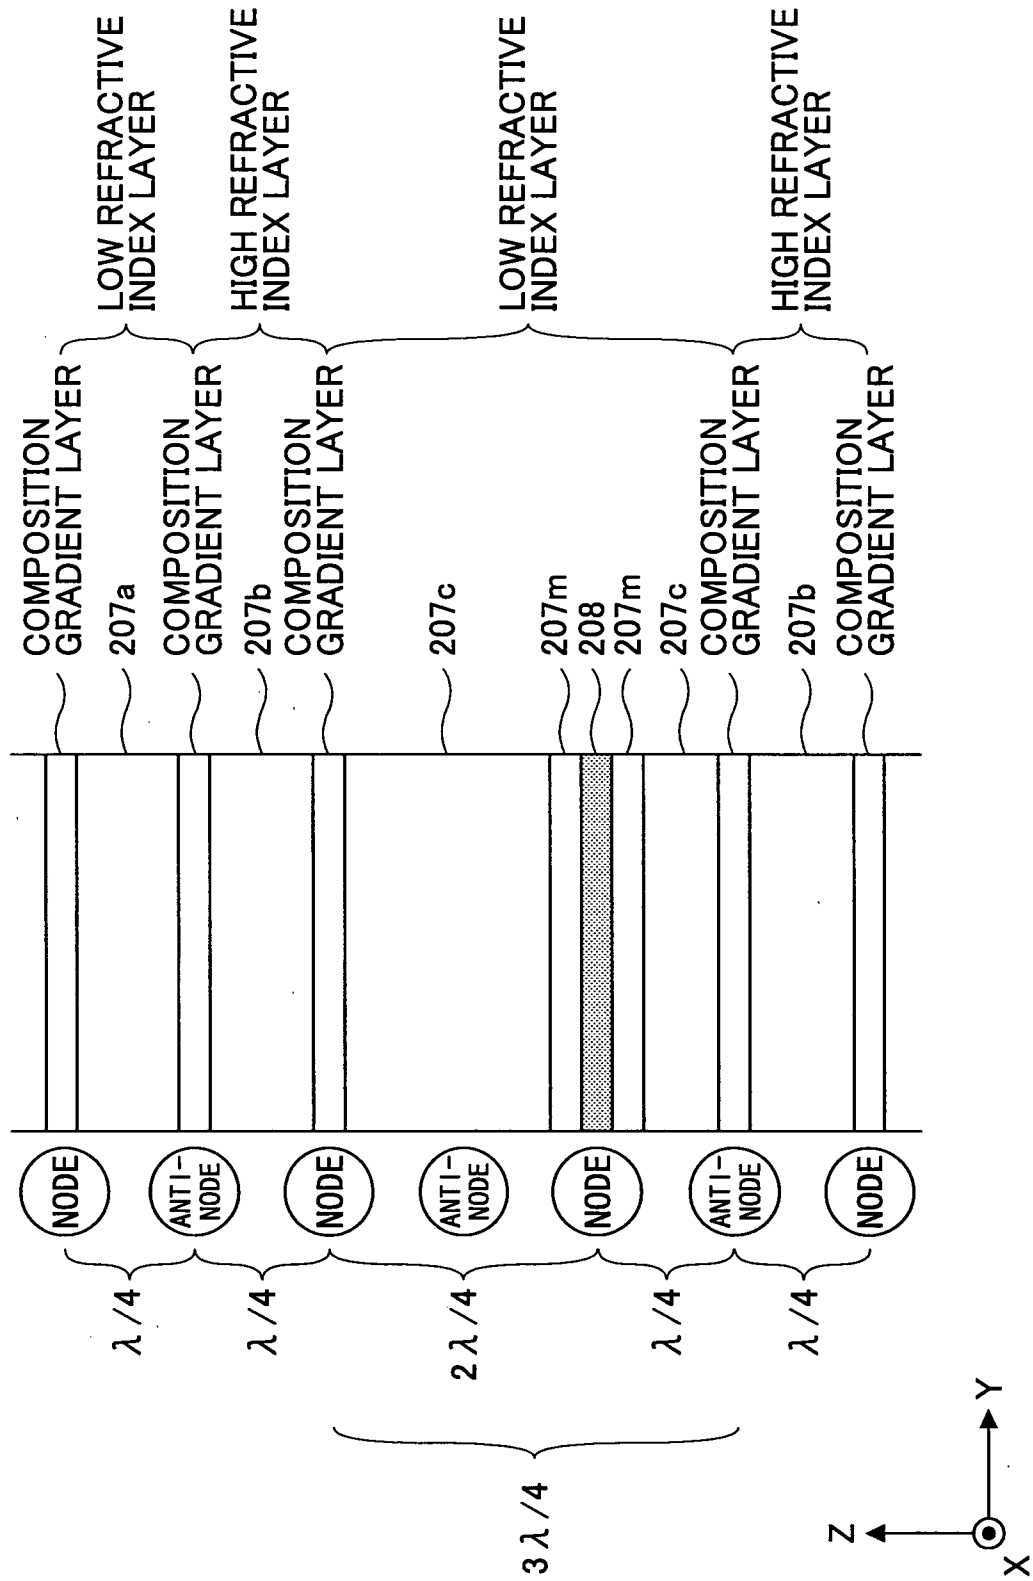 COMPOSITION
GRADIENT LAYER
207a
COMPOSITION
GRADIENT LAYER
207b
COMPOSITION
GRADIENT LAYER
207c
207m
208
207m
207c
COMPOSITION
GRADIENT LAYER
207b
COMPOSITION
GRADIENT LAYER
LOW REFRACTIVE
INDEX LAYER
HIGH REFRACTIVE
INDEX LAYER
LOW REFRACTIVE
INDEX LAYER
HIGH REFRACTIVE
INDEX LAYER
NODE
ANTI-
NODE
NODE
ANTI-
NODE
NODE
ANTI-
NODE
NODE
λ/4
λ/4
2λ/4
λ/4
λ/4
3λ/4
Z
Y
X